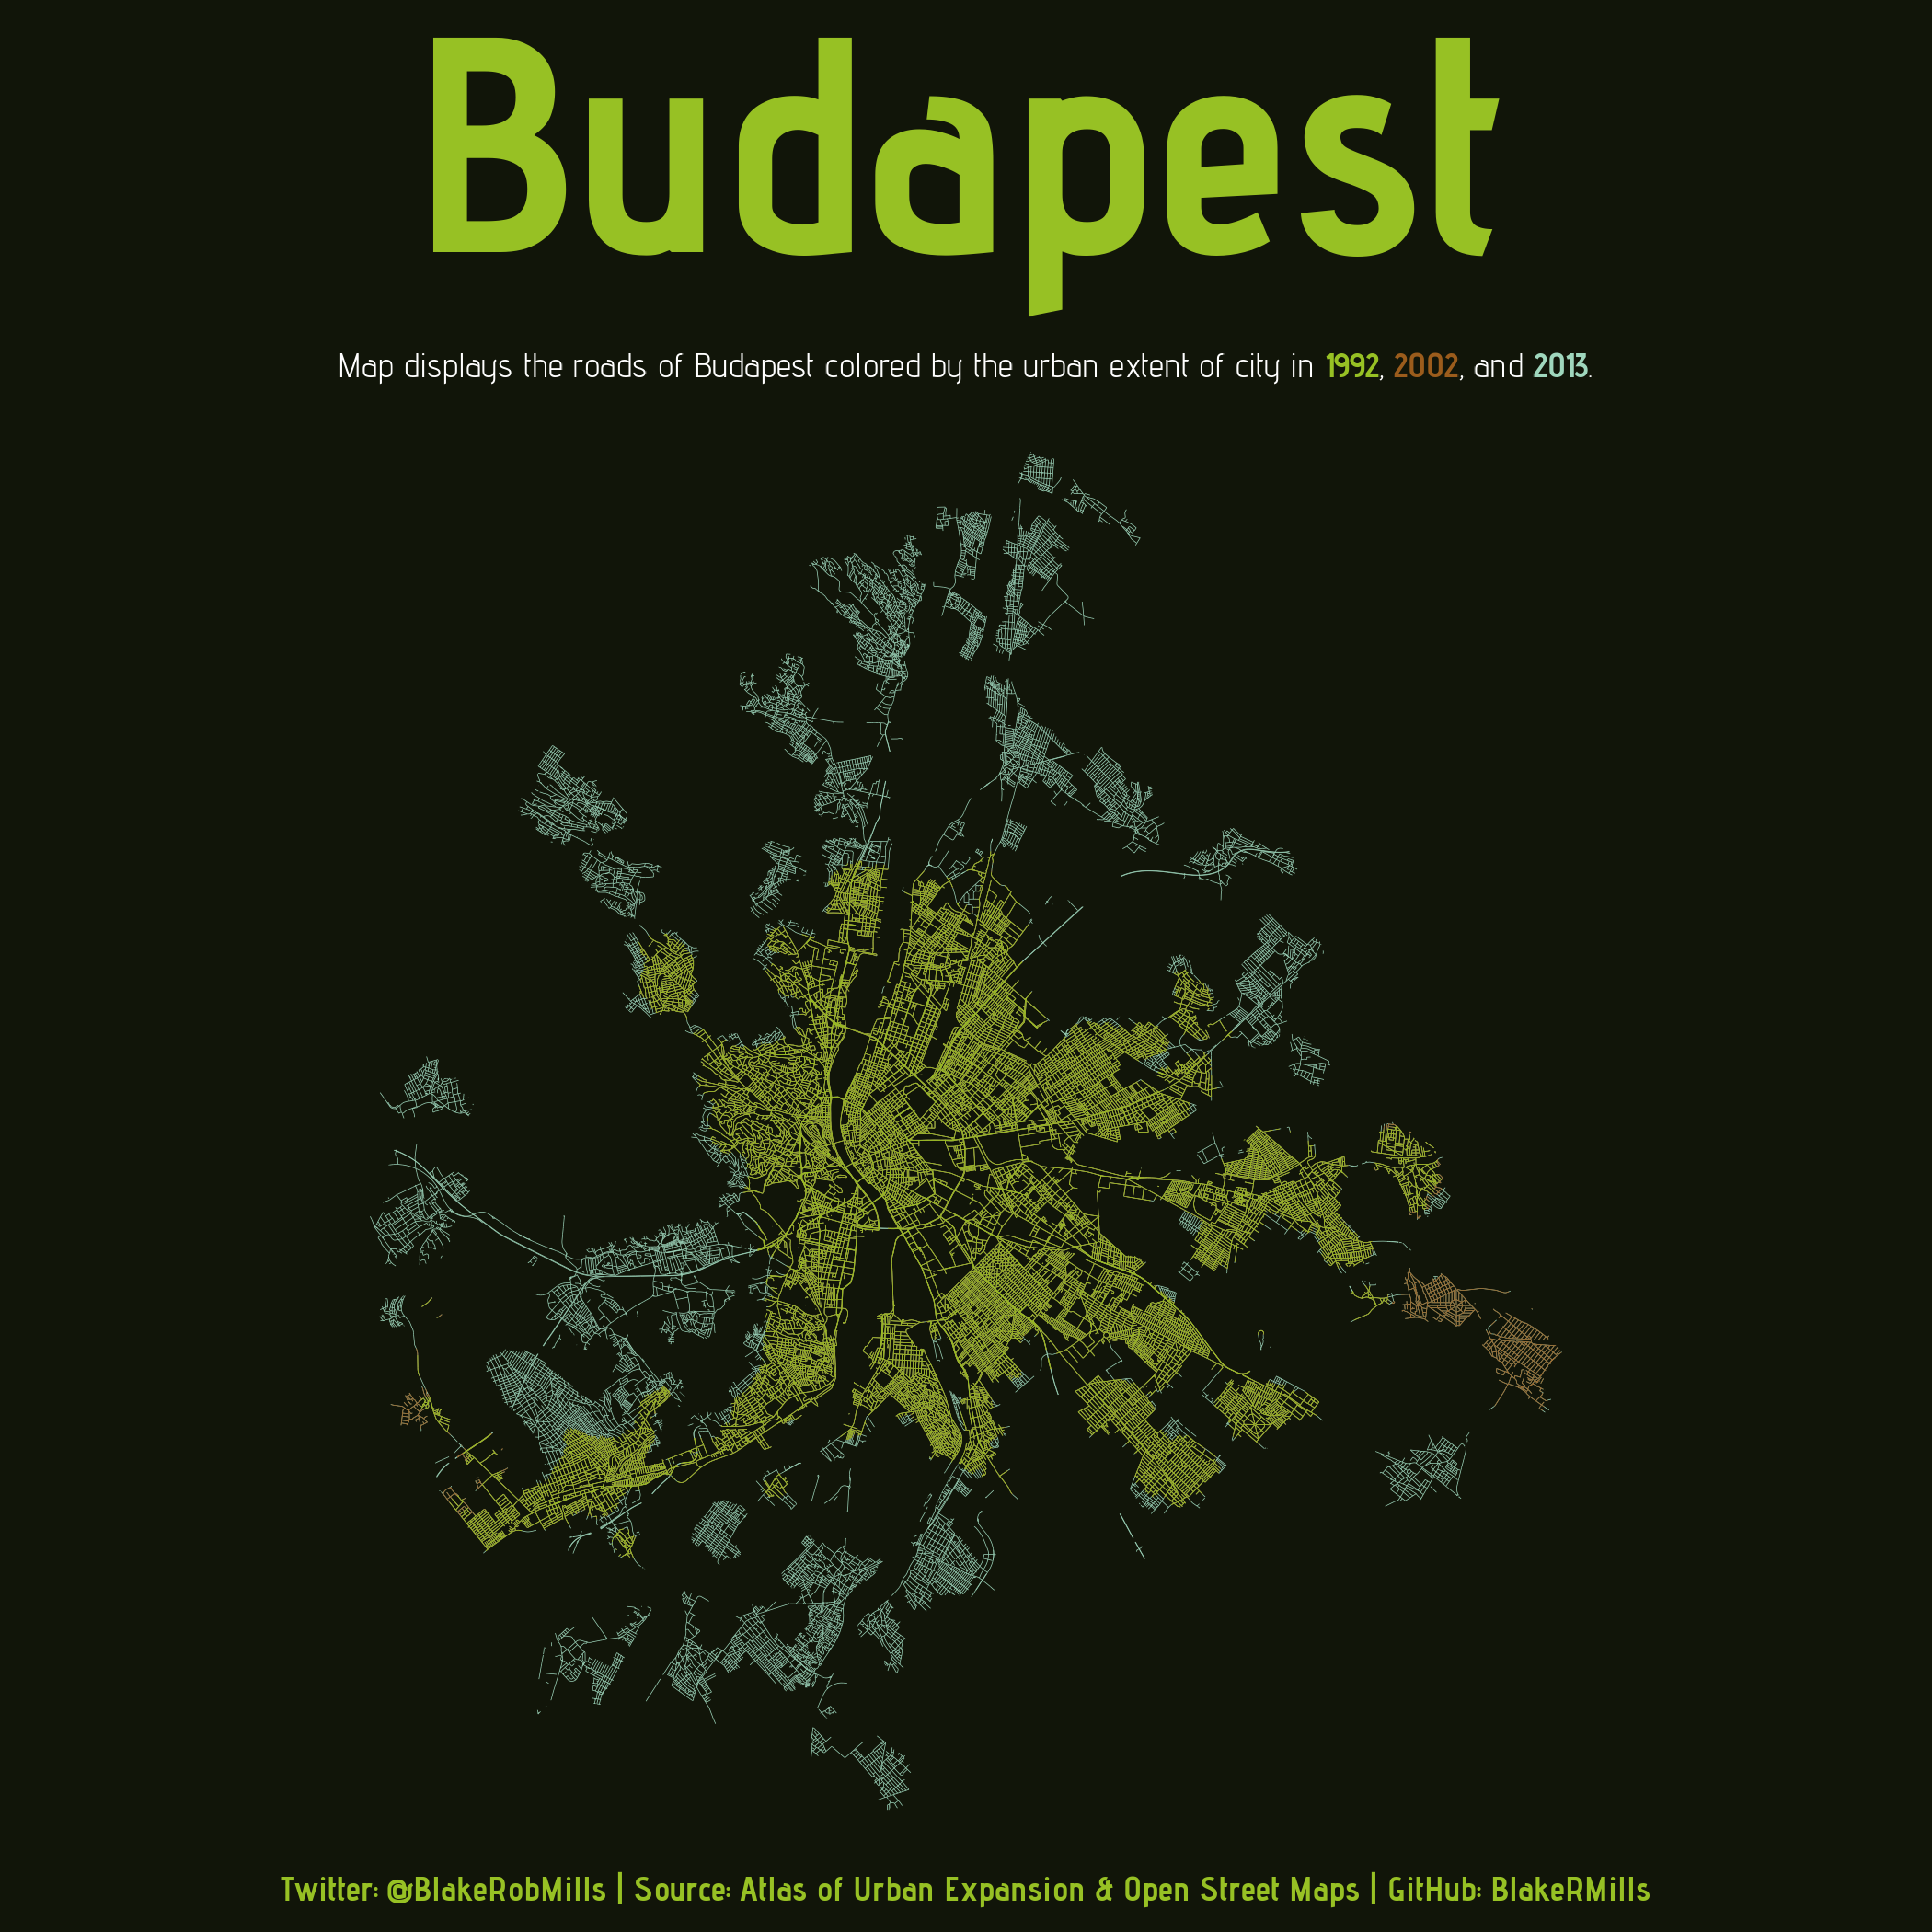 Budapest
Map displays the roads of Budapest colored by the urban extent of city in 1992, 2002, and 2013.
Twitter: @BlakeRobMills | Source: Atlas of Urban Expansion & Open Street Maps | GitHub: BlakeRMills